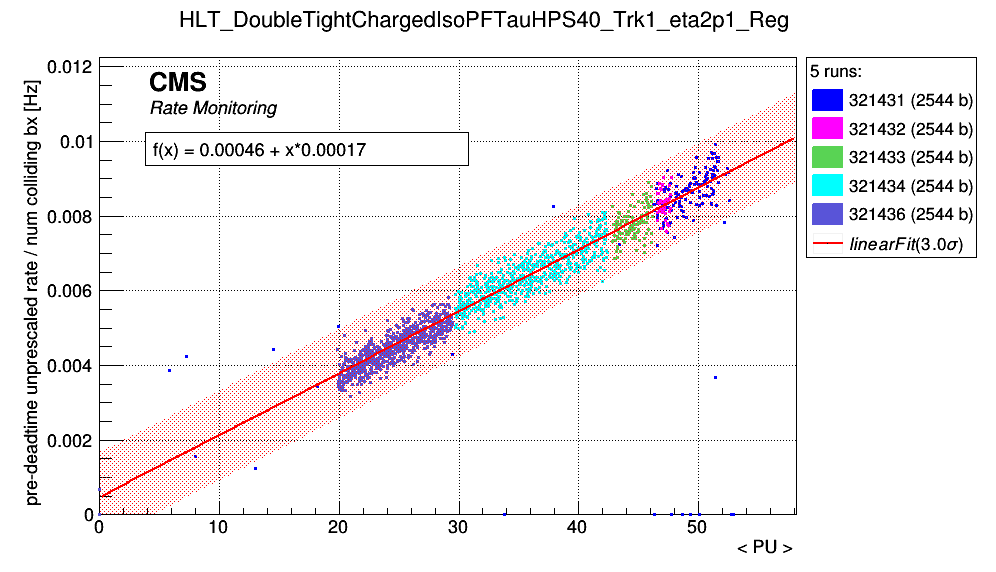 HLT_DoubleTightChargedIsoPFTauHPS40_Trk1_eta2p1_Reg
pre-deadtime unprescaled rate / num colliding bx [Hz]
0.012
0.01
0.008
0.006
0.004
0.002
0
CMS
Rate Monitoring
f(x) = 0.00046 + x*0.00017
5 runs:
321431 (2544 b)
321432 (2544 b)
321433 (2544 b)
321434 (2544 b)
321436 (2544 b)
linearFit(3.0σ)
0 10 20 30 40 50
< PU >